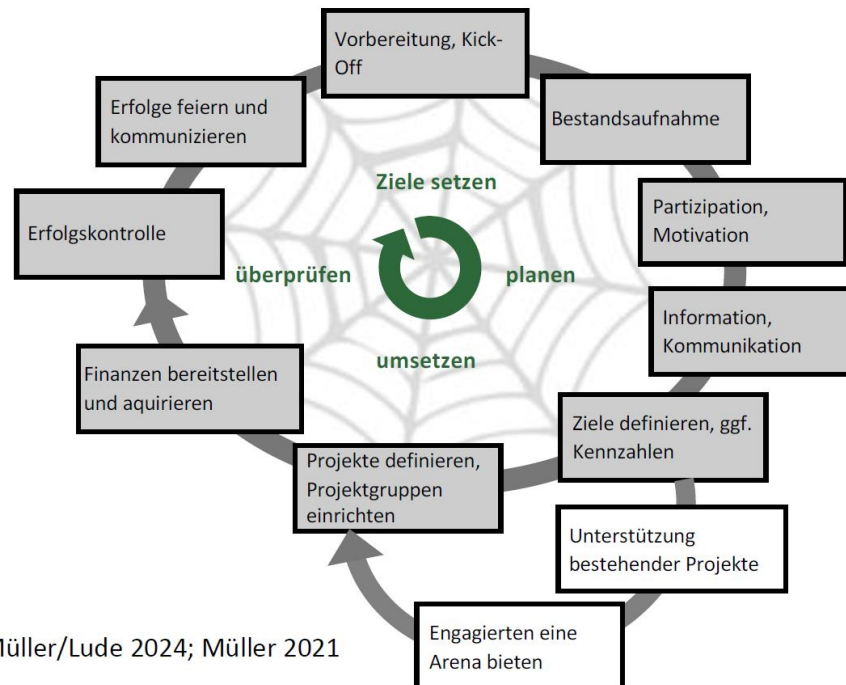 Vorbereitung, Kick-
Off
Bestandsaufnahme
Partizipation,
Motivation
Information,
Kommunikation
Ziele definieren, ggf.
Kennzahlen
Unterstützung
bestehender Projekte
Engagierten eine
Arena bieten
Projekte definieren,
Projektgruppen
einrichten
Finanzen bereitstellen
und aquirieren
Erfolgskontrolle
Erfolge feiern und
kommunizieren
Ziele setzen
planen
umsetzen
überprüfen
Müller/Lude 2024; Müller 2021